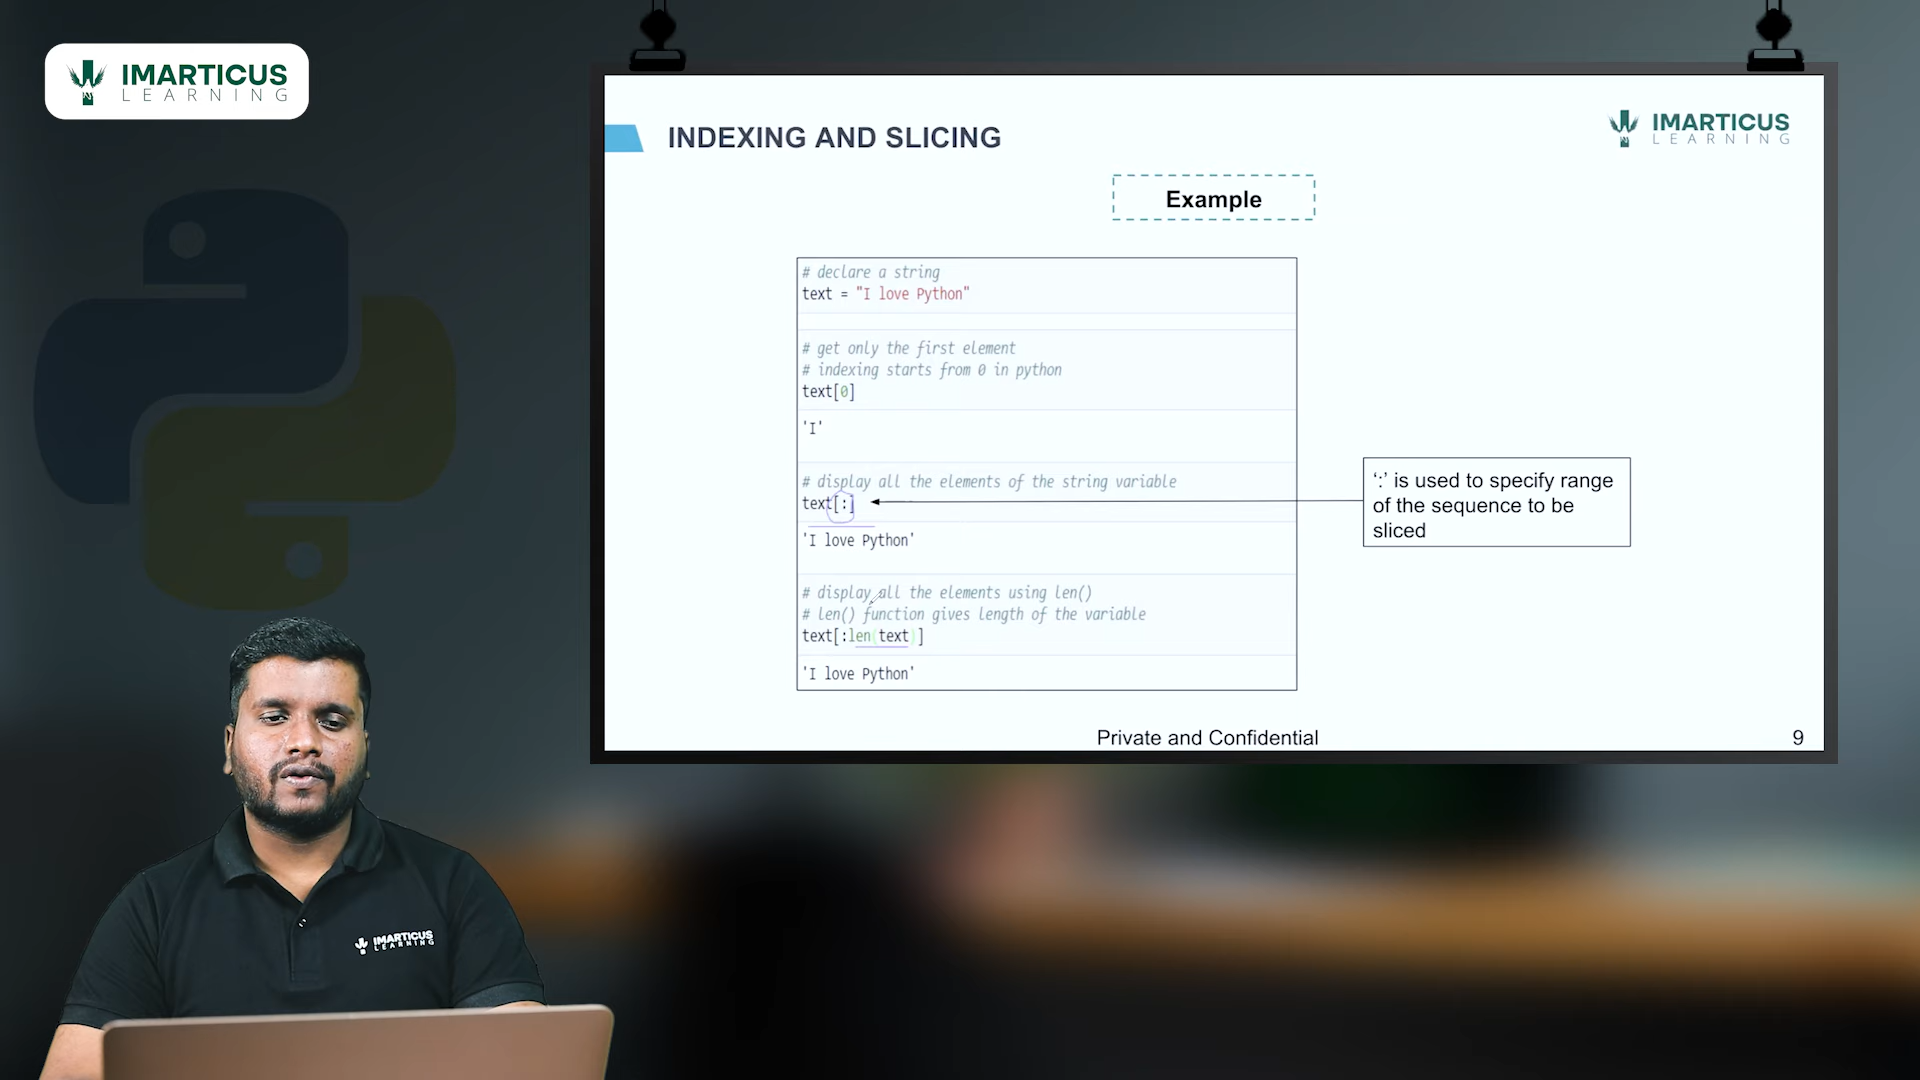 IMARTICUS
LEARNING
INDEXING AND SLICING
IMARTICUS
LEARNING
Example
# declare a string
text = "I love Python"
# get only the first element
# indexing starts from 0 in python
text[0]
'I'
# display all the elements of the string variable
text[:]
'I love Python'
':' is used to specify range
of the sequence to be
sliced
# display all the elements using len()
# len() function gives length of the variable
text[:len(text)]
'I love Python'
Private and Confidential
9
IMARTICUS
LEARNING